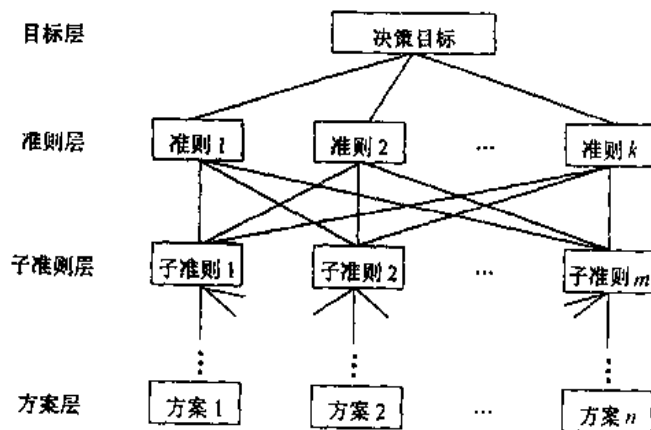 目标层
决策目标
准则层
准则 1
准则 2
...
准则 k
子准则层
子准则 1
子准则 2
...
子准则 m
方案层
方案 1
方案 2
...
方案 n